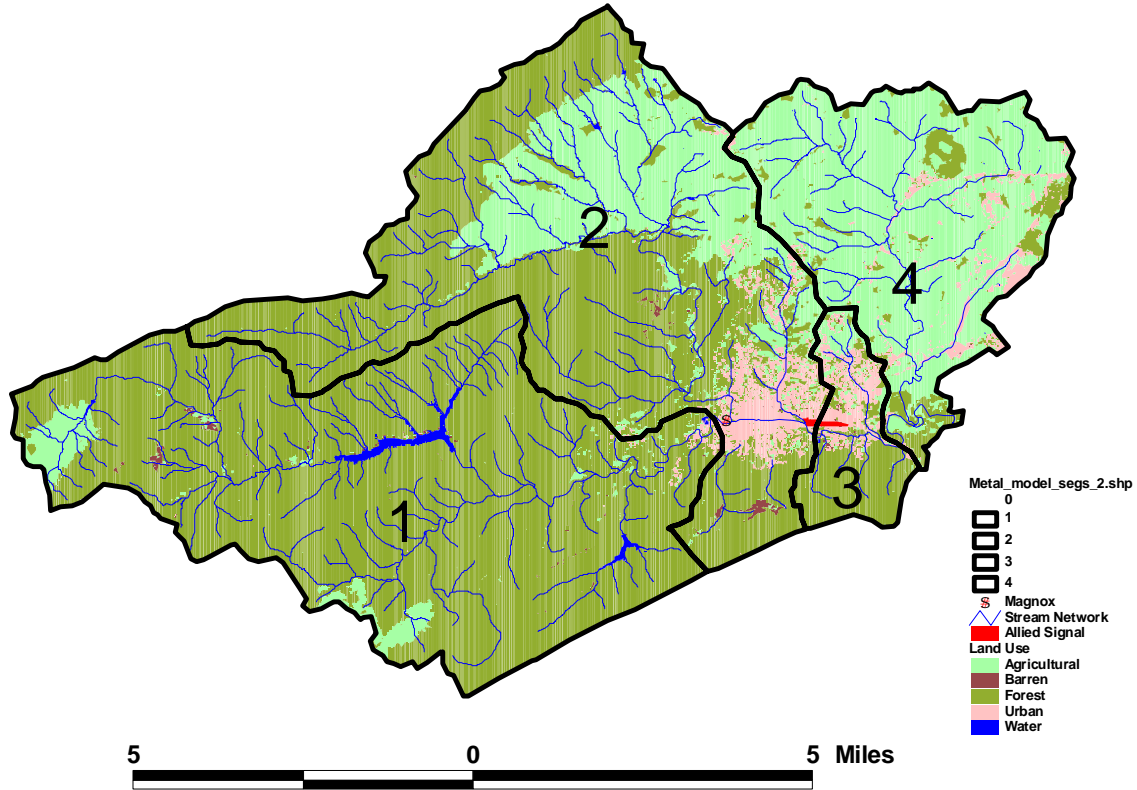 2
4
3
1
Metal_model_segs_2.shp
0
1
2
3
4
S Magnox
Stream Network
Allied Signal
Land Use
Agricultural
Barren
Forest
Urban
Water
S
5 0 5 Miles